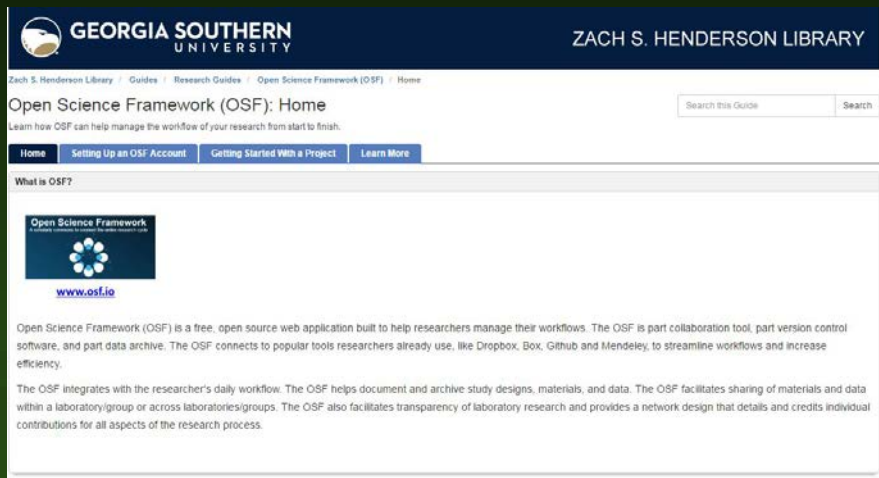 GEORGIA SOUTHERN
UNIVERSITY
ZACH S. HENDERSON LIBRARY
Zach S. Henderson Library / Guides / Research Guides / Open Science Framework (OSF) / Home
Open Science Framework (OSF): Home
Search this Guide
Search
Learn how OSF can help manage the workflow of your research from start to finish.
Home
Setting Up an OSF Account
Getting Started With a Project
Learn More
What is OSF?
Open Science Framework
A scholarly commons to connect the entire research cycle
www.osf.io
Open Science Framework (OSF) is a free, open source web application built to help researchers manage their workflows. The OSF is part collaboration tool, part version control
software, and part data archive. The OSF connects to popular tools researchers already use, like Dropbox, Box, Github and Mendeley, to streamline workflows and increase
efficiency.
The OSF integrates with the researcher's daily workflow. The OSF helps document and archive study designs, materials, and data. The OSF facilitates sharing of materials and data
within a laboratory/group or across laboratories/groups. The OSF also facilitates transparency of laboratory research and provides a network design that details and credits individual
contributions for all aspects of the research process.